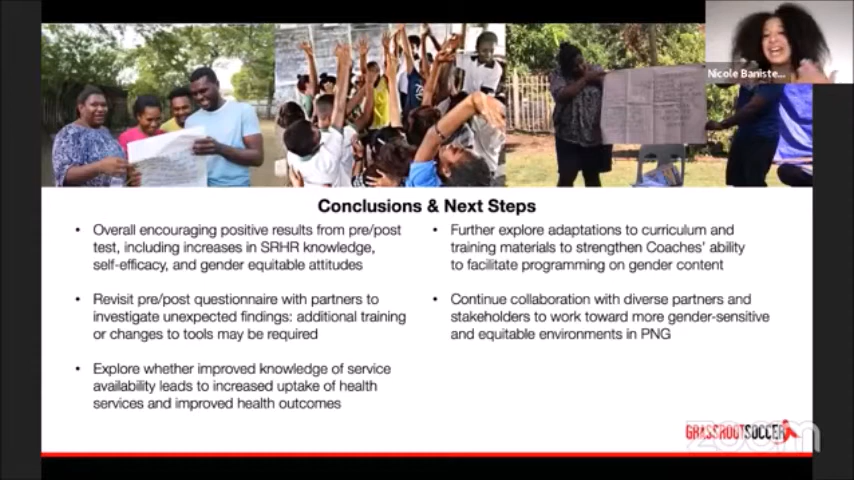 Nicole Baniste...
Conclusions & Next Steps
• Overall encouraging positive results from pre/post
test, including increases in SRHR knowledge,
self-efficacy, and gender equitable attitudes
• Revisit pre/post questionnaire with partners to
investigate unexpected findings: additional training
or changes to tools may be required
• Explore whether improved knowledge of service
availability leads to increased uptake of health
services and improved health outcomes
• Further explore adaptations to curriculum and
training materials to strengthen Coaches' ability
to facilitate programming on gender content
• Continue collaboration with diverse partners and
stakeholders to work toward more gender-sensitive
and equitable environments in PNG
GRASSROOTSOCCER
zoom